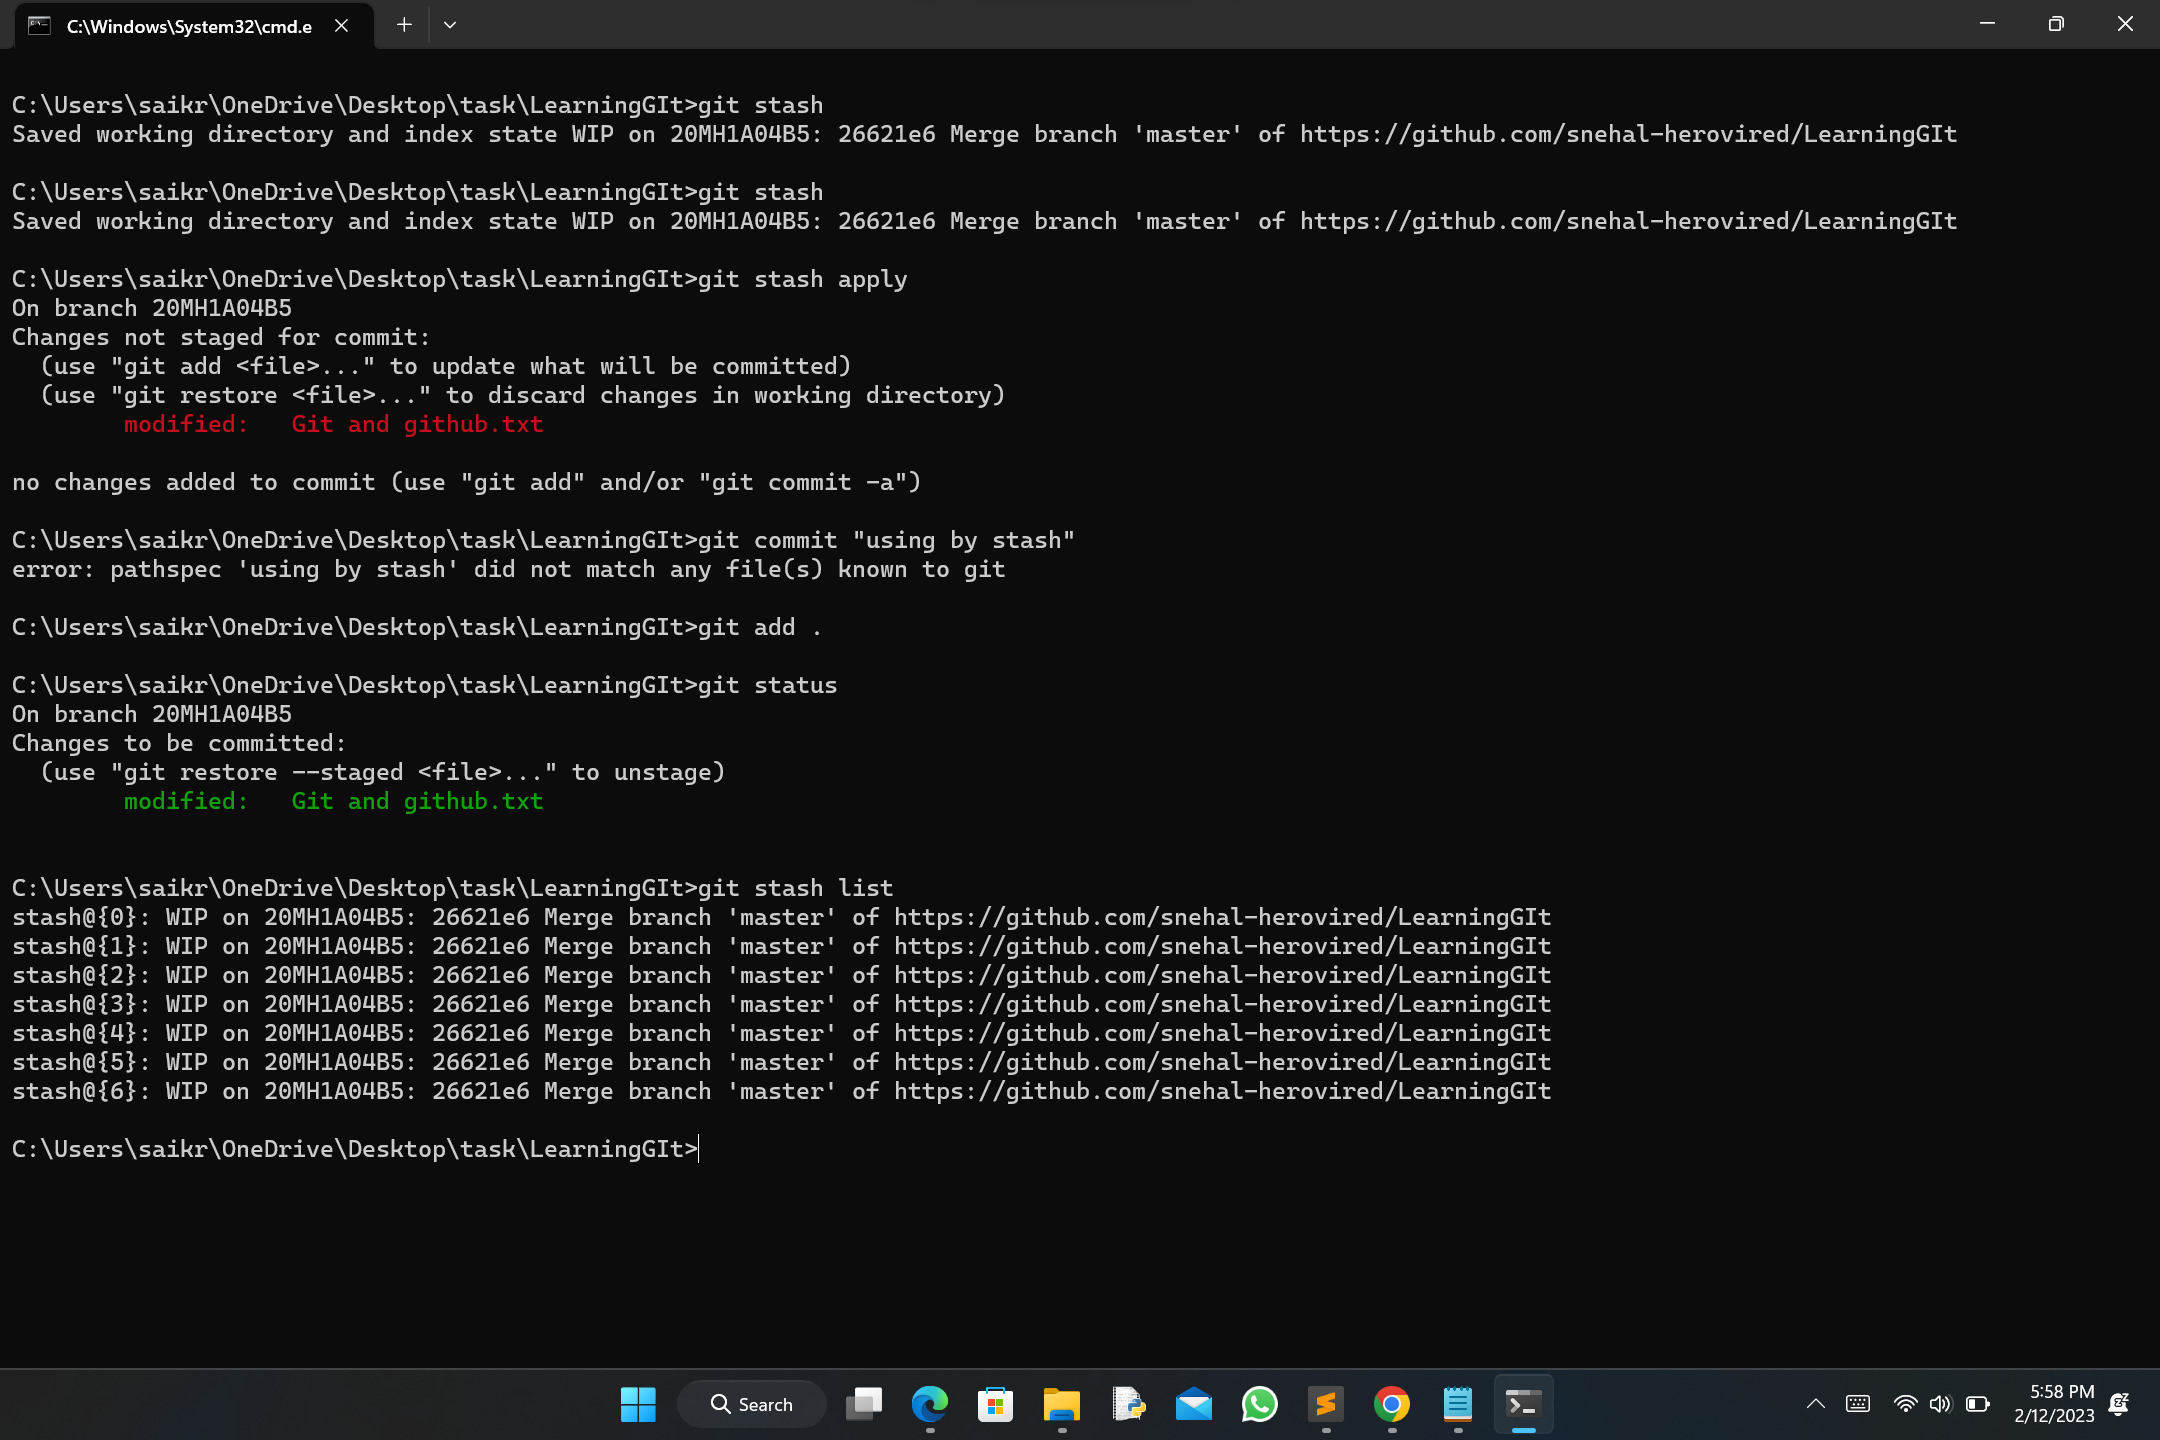 C:\Windows\System32\cmd.e
C:\Users\saikr\OneDrive\Desktop\task\LearningGIt>git stash
Saved working directory and index state WIP on 20MH1A04B5: 26621e6 Merge branch 'master' of https://github.com/snehal-herovired/LearningGIt
C:\Users\saikr\OneDrive\Desktop\task\LearningGIt>git stash
Saved working directory and index state WIP on 20MH1A04B5: 26621e6 Merge branch 'master' of https://github.com/snehal-herovired/LearningGIt
C:\Users\saikr\OneDrive\Desktop\task\LearningGIt>git stash apply
On branch 20MH1A04B5
Changes not staged for commit:
  (use "git add <file>..." to update what will be committed)
  (use "git restore <file>..." to discard changes in working directory)
        modified:   Git and github.txt
no changes added to commit (use "git add" and/or "git commit -a")
C:\Users\saikr\OneDrive\Desktop\task\LearningGIt>git commit "using by stash"
error: pathspec 'using by stash' did not match any file(s) known to git
C:\Users\saikr\OneDrive\Desktop\task\LearningGIt>git add .
C:\Users\saikr\OneDrive\Desktop\task\LearningGIt>git status
On branch 20MH1A04B5
Changes to be committed:
  (use "git restore --staged <file>..." to unstage)
        modified:   Git and github.txt
C:\Users\saikr\OneDrive\Desktop\task\LearningGIt>git stash list
stash@{0}: WIP on 20MH1A04B5: 26621e6 Merge branch 'master' of https://github.com/snehal-herovired/LearningGIt
stash@{1}: WIP on 20MH1A04B5: 26621e6 Merge branch 'master' of https://github.com/snehal-herovired/LearningGIt
stash@{2}: WIP on 20MH1A04B5: 26621e6 Merge branch 'master' of https://github.com/snehal-herovired/LearningGIt
stash@{3}: WIP on 20MH1A04B5: 26621e6 Merge branch 'master' of https://github.com/snehal-herovired/LearningGIt
stash@{4}: WIP on 20MH1A04B5: 26621e6 Merge branch 'master' of https://github.com/snehal-herovired/LearningGIt
stash@{5}: WIP on 20MH1A04B5: 26621e6 Merge branch 'master' of https://github.com/snehal-herovired/LearningGIt
stash@{6}: WIP on 20MH1A04B5: 26621e6 Merge branch 'master' of https://github.com/snehal-herovired/LearningGIt
C:\Users\saikr\OneDrive\Desktop\task\LearningGIt>
Search
5:58 PM
2/12/2023